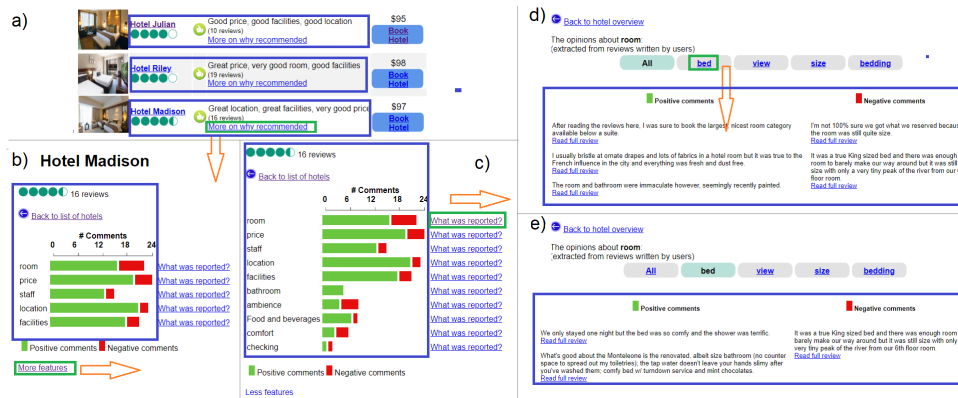 a)
Hotel Julian
Good price, good facilities, good location
(10 reviews)
More on why recommended
$95
Book
Hotel
Hotel Riley
Great price, very good room, good facilities
(19 reviews)
More on why recommended
$98
Book
Hotel
Hotel Madison
Great location, great facilities, very good price
(16 reviews)
More on why recommended
$97
Book
Hotel
b) Hotel Madison
16 reviews
Back to list of hotels
# Comments
0 6 12 18 24
room What was reported?
price What was reported?
staff What was reported?
location What was reported?
facilities What was reported?
Positive comments Negative comments
More features
c)
16 reviews
Back to list of hotels
# Comments
0 6 12 18 24
room What was reported?
price What was reported?
staff What was reported?
location What was reported?
facilities What was reported?
bathroom What was reported?
ambience What was reported?
Food and beverages What was reported?
comfort What was reported?
checking What was reported?
Positive comments Negative comments
Less features
d) Back to hotel overview
The opinions about room:
(extracted from reviews written by users)
All bed view size bedding
Positive comments
After reading the reviews here, I was sure to book the largest, nicest room category
available below a suite.
Read full review
I usually bristle at ornate drapes and lots of fabrics in a hotel room but it was true to the
French influence in the city and everything was fresh and dust free.
Read full review
The room and bathroom were immaculate however, seemingly recently painted.
Read full review
Negative comments
I'm not 100% sure we got what we reserved because
the room was still quite size.
Read full review
It was a true King sized bed and there was enough
room to barely make our way around but it was still
size with only a very tiny peak of the river from our
floor room.
Read full review
e) Back to hotel overview
The opinions about room:
(extracted from reviews written by users)
All bed view size bedding
Positive comments
We only stayed one night but the bed was so comfy and the shower was terrific.
Read full review
What's good about the Monteleone is the renovated, albeit size bathroom (no counter
space to spread out my toiletries); the tap water doesn't leave your hands slimy after
you've washed them; comfy bed w/ turndown service and mint chocolates.
Read full review
Negative comments
It was a true King sized bed and there was enough room
barely make our way around but it was still size with only
very tiny peak of the river from our 6th floor room.
Read full review